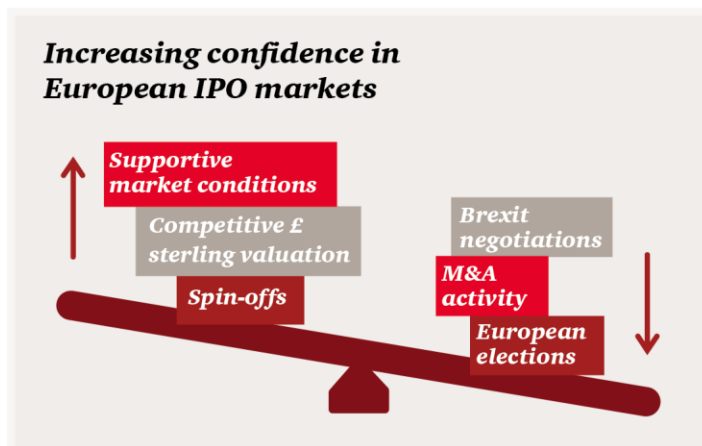 Increasing confidence in
European IPO markets
Supportive
market conditions
Competitive £
sterling valuation
Spin-offs
Brexit
negotiations
M&A
activity
European
elections